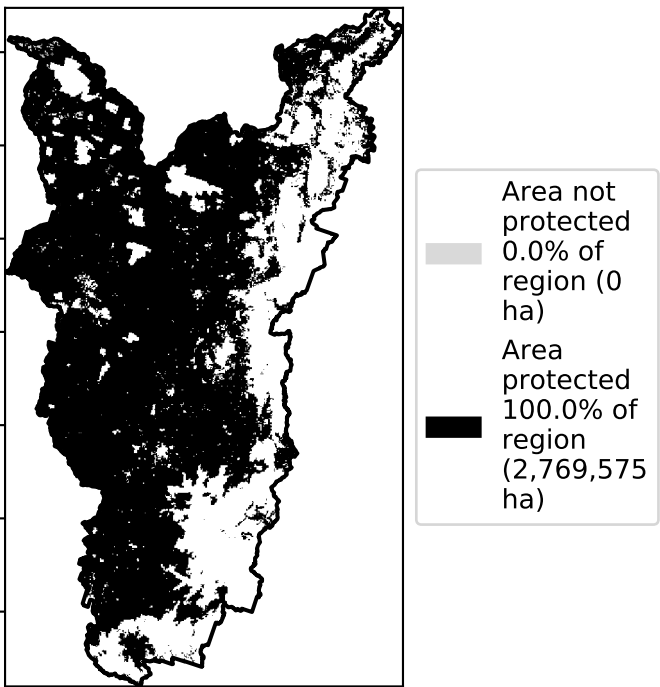 Area not
protected
0.0% of
region (0
ha)
Area
protected
100.0% of
region
(2,769,575
ha)